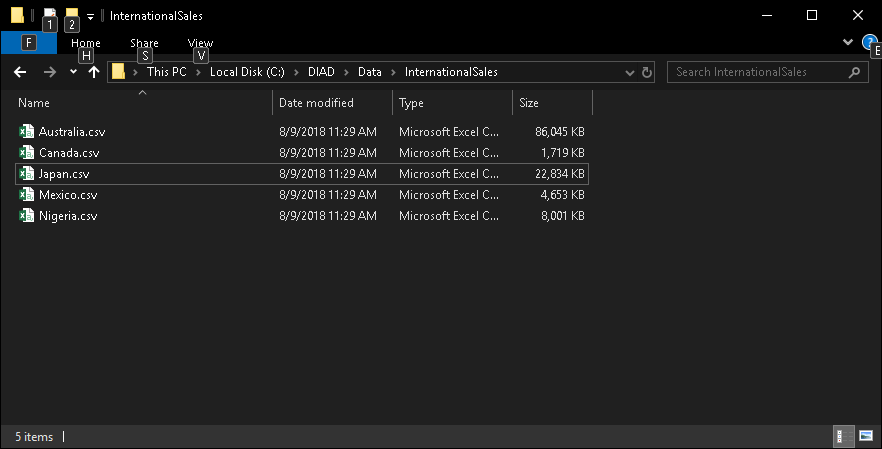 InternationalSales
1 2
F Home Share View ? E
H S V
This PC > Local Disk (C:) > DIAD > Data > InternationalSales Search InternationalSales
Name Date modified Type Size
Australia.csv 8/9/2018 11:29 AM Microsoft Excel C... 86,045 KB
Canada.csv 8/9/2018 11:29 AM Microsoft Excel C... 1,719 KB
Japan.csv 8/9/2018 11:29 AM Microsoft Excel C... 22,834 KB
Mexico.csv 8/9/2018 11:29 AM Microsoft Excel C... 4,653 KB
Nigeria.csv 8/9/2018 11:29 AM Microsoft Excel C... 8,001 KB
5 items